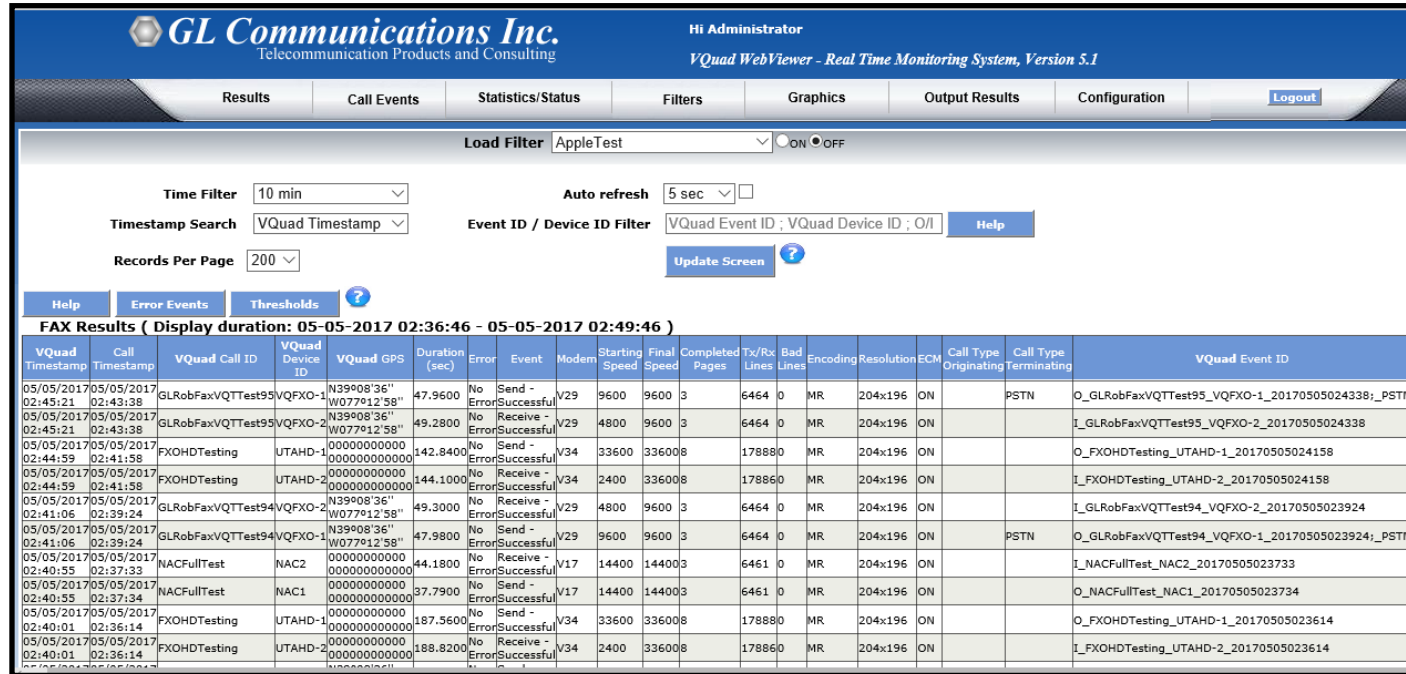 GL Communications Inc.
Telecommunication Products and Consulting
Hi Administrator
VQuad WebViewer - Real Time Monitoring System, Version 5.1
Results Call Events Statistics/Status Filters Graphics Output Results Configuration Logout
Load Filter AppleTest ON OFF
Time Filter 10 min Auto refresh 5 sec
Timestamp Search VQuad Timestamp Event ID / Device ID Filter VQuad Event ID ; VQuad Device ID ; O/I Help
Records Per Page 200 Update Screen ?
Help Error Events Thresholds ?
FAX Results ( Display duration: 05-05-2017 02:36:46 - 05-05-2017 02:49:46 )
VQuad Timestamp Call Timestamp VQuad Call ID VQuad Device ID VQuad GPS Duration (sec) Error Event Modem Starting Speed Final Speed Completed Pages Tx/Rx Lines Bad Lines Encoding Resolution ECM Call Type Originating Call Type Terminating VQuad Event ID
05/05/2017 02:45:21 05/05/2017 02:43:38 GLRobFaxVQTTest95 VQFXO-1 N39º08'36'' W077º12'58'' 47.9600 No Error Send - Successful V29 9600 9600 3 6464 0 MR 204x196 ON PSTN O_GLRobFaxVQTTest95_VQFXO-1_20170505024338;_PSTN
05/05/2017 02:45:21 05/05/2017 02:43:38 GLRobFaxVQTTest95 VQFXO-2 N39º08'36'' W077º12'58'' 49.2800 No Error Receive - Successful V29 4800 9600 3 6464 0 MR 204x196 ON I_GLRobFaxVQTTest95_VQFXO-2_20170505024338
05/05/2017 02:44:59 05/05/2017 02:41:58 FXOHDTesting UTAHD-1 00000000000 000000000000 142.8400 No Error Send - Successful V34 33600 33600 8 17888 0 MR 204x196 ON O_FXOHDTesting_UTAHD-1_20170505024158
05/05/2017 02:44:59 05/05/2017 02:41:58 FXOHDTesting UTAHD-2 00000000000 000000000000 144.1000 No Error Receive - Successful V34 2400 33600 8 17886 0 MR 204x196 ON I_FXOHDTesting_UTAHD-2_20170505024158
05/05/2017 02:41:06 05/05/2017 02:39:24 GLRobFaxVQTTest94 VQFXO-2 N39º08'36'' W077º12'58'' 49.3000 No Error Receive - Successful V29 4800 9600 3 6464 0 MR 204x196 ON I_GLRobFaxVQTTest94_VQFXO-2_20170505023924
05/05/2017 02:41:06 05/05/2017 02:39:24 GLRobFaxVQTTest94 VQFXO-1 N39º08'36'' W077º12'58'' 47.9800 No Error Send - Successful V29 9600 9600 3 6464 0 MR 204x196 ON PSTN O_GLRobFaxVQTTest94_VQFXO-1_20170505023924;_PSTN
05/05/2017 02:40:55 05/05/2017 02:37:33 NACFullTest NAC2 00000000000 000000000000 44.1800 No Error Receive - Successful V17 14400 14400 3 6461 0 MR 204x196 ON I_NACFullTest_NAC2_20170505023733
05/05/2017 02:40:55 05/05/2017 02:37:34 NACFullTest NAC1 00000000000 000000000000 37.7900 No Error Send - Successful V17 14400 14400 3 6461 0 MR 204x196 ON O_NACFullTest_NAC1_20170505023734
05/05/2017 02:40:01 05/05/2017 02:36:14 FXOHDTesting UTAHD-1 00000000000 000000000000 187.5600 No Error Send - Successful V34 33600 33600 8 17888 0 MR 204x196 ON O_FXOHDTesting_UTAHD-1_20170505023614
05/05/2017 02:40:01 05/05/2017 02:36:14 FXOHDTesting UTAHD-2 00000000000 000000000000 188.8200 No Error Receive - Successful V34 2400 33600 8 17886 0 MR 204x196 ON I_FXOHDTesting_UTAHD-2_20170505023614